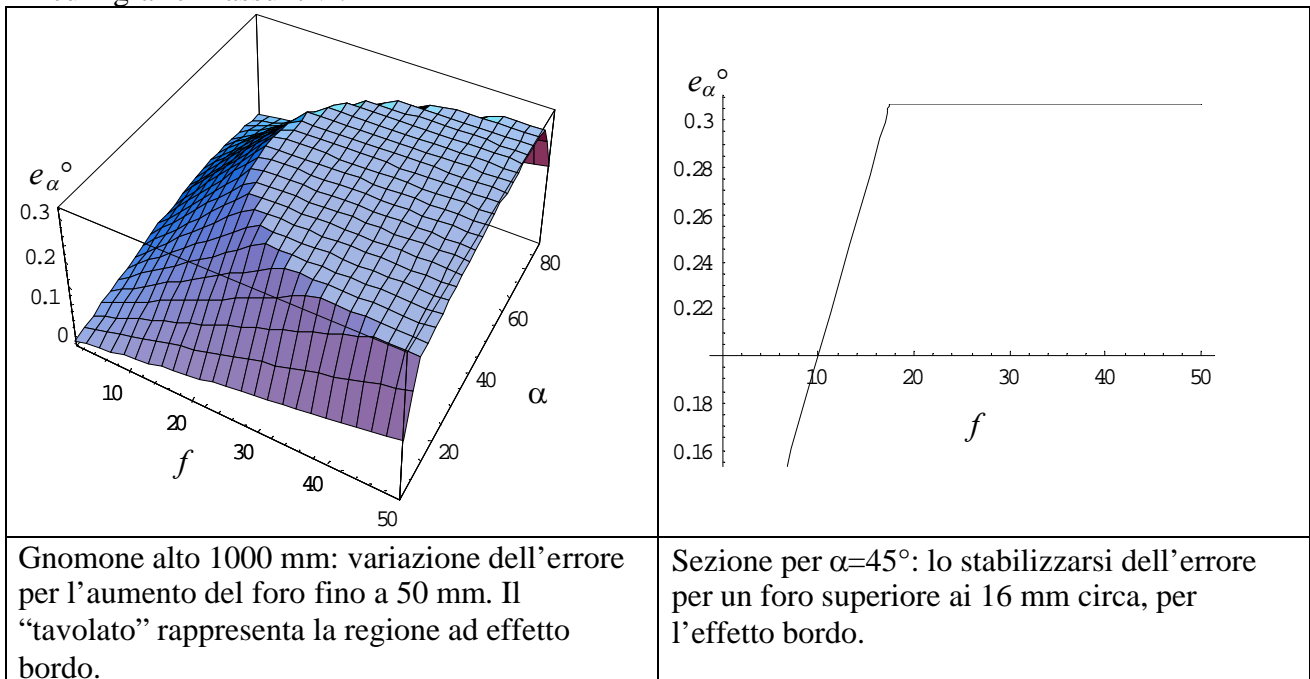 e_α°
0.3
0.2
0.1
0
10
20
30
40
50
f
20
40
60
80
α
e_α°
0.3
0.28
0.26
0.24
0.22
0.18
0.16
10
20
30
40
50
f
Gnomone alto 1000 mm: variazione dell’errore
per l’aumento del foro fino a 50 mm. Il
“tavolato” rappresenta la regione ad effetto
bordo.
Sezione per α=45°: lo stabilizzarsi dell’errore
per un foro superiore ai 16 mm circa, per
l’effetto bordo.